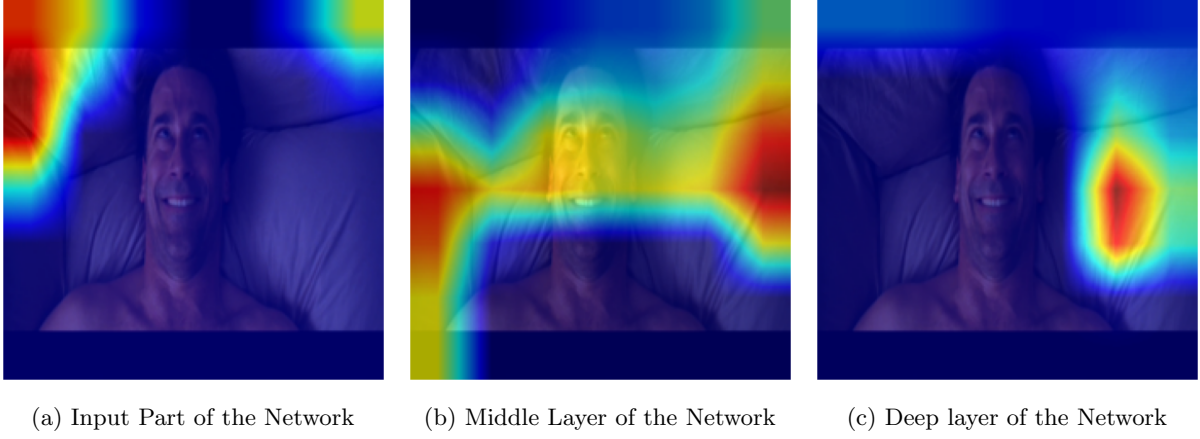 (a) Input Part of the Network
(b) Middle Layer of the Network
(c) Deep layer of the Network